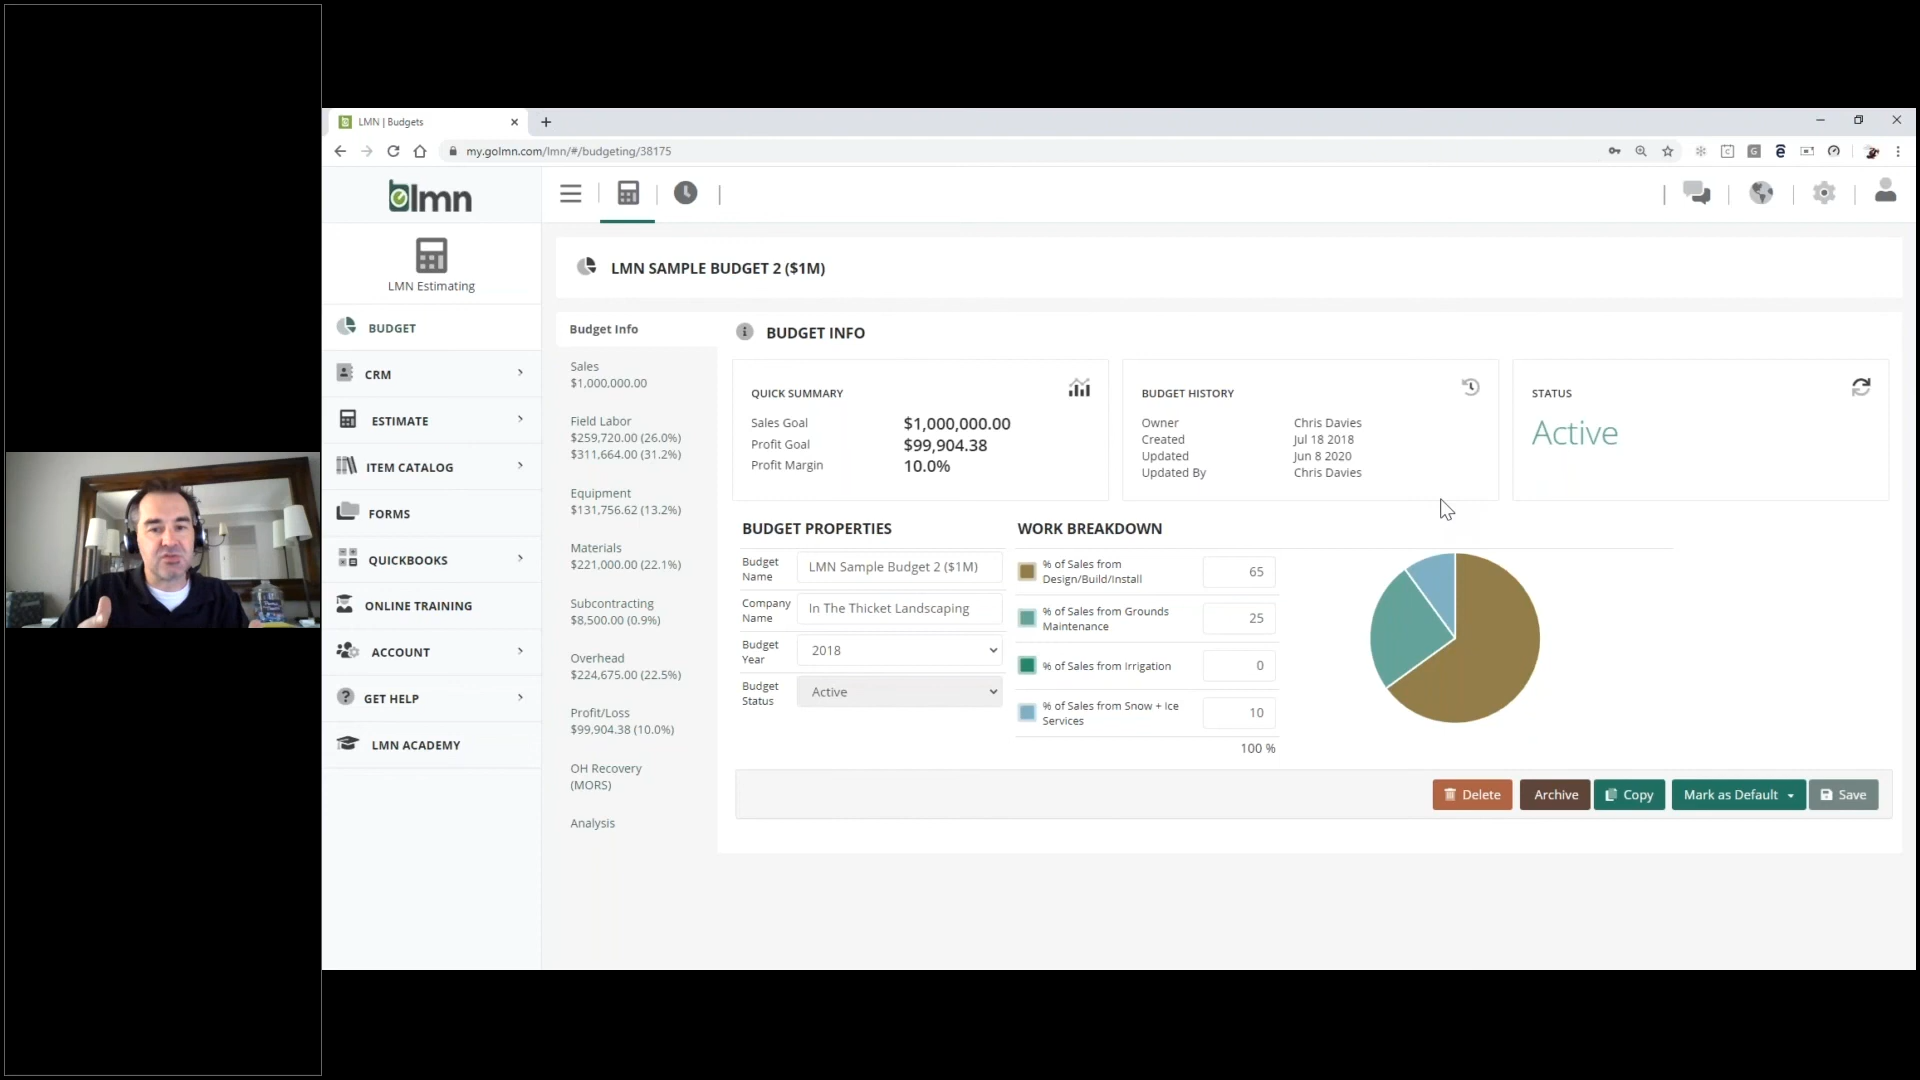 LMN | Budgets
my.golmn.com/lmn/#/budgeting/38175
lmn
LMN Estimating
BUDGET
CRM
ESTIMATE
ITEM CATALOG
FORMS
QUICKBOOKS
ONLINE TRAINING
ACCOUNT
GET HELP
LMN ACADEMY
LMN SAMPLE BUDGET 2 ($1M)
Budget Info
Sales
$1,000,000.00
Field Labor
$259,720.00 (26.0%)
$311,664.00 (31.2%)
Equipment
$131,756.62 (13.2%)
Materials
$221,000.00 (22.1%)
Subcontracting
$8,500.00 (0.9%)
Overhead
$224,675.00 (22.5%)
Profit/Loss
$99,904.38 (10.0%)
OH Recovery
(MORS)
Analysis
BUDGET INFO
QUICK SUMMARY
Sales Goal $1,000,000.00
Profit Goal $99,904.38
Profit Margin 10.0%
BUDGET HISTORY
Owner Chris Davies
Created Jul 18 2018
Updated Jun 8 2020
Updated By Chris Davies
STATUS
Active
BUDGET PROPERTIES
Budget
Name
LMN Sample Budget 2 ($1M)
Company
Name
In The Thicket Landscaping
Budget
Year
2018
Budget
Status
Active
WORK BREAKDOWN
% of Sales from
Design/Build/Install
65
% of Sales from Grounds
Maintenance
25
% of Sales from Irrigation 0
% of Sales from Snow + Ice
Services
10
100 %
Delete
Archive
Copy
Mark as Default
Save